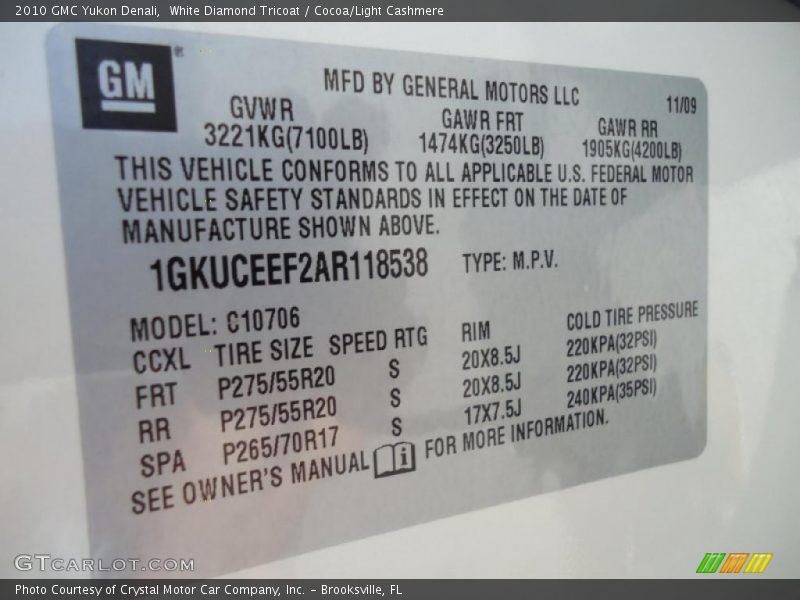 2010 GMC Yukon Denali,  White Diamond Tricoat / Cocoa/Light Cashmere
GM®
MFD BY GENERAL MOTORS LLC
11/09
GVWR GAWR FRT GAWR RR
3221KG(7100LB) 1474KG(3250LB) 1905KG(4200LB)
THIS VEHICLE CONFORMS TO ALL APPLICABLE U.S. FEDERAL MOTOR
VEHICLE SAFETY STANDARDS IN EFFECT ON THE DATE OF
MANUFACTURE SHOWN ABOVE.
1GKUCEEF2AR118538 TYPE: M.P.V.
MODEL: C10706
CCXL TIRE SIZE SPEED RTG RIM COLD TIRE PRESSURE
FRT P275/55R20 S 20X8.5J 220KPA(32PSI)
RR P275/55R20 S 20X8.5J 220KPA(32PSI)
SPA P265/70R17 S 17X7.5J 240KPA(35PSI)
SEE OWNER'S MANUAL i FOR MORE INFORMATION.
GTCARLOT.COM
Photo Courtesy of Crystal Motor Car Company, Inc. – Brooksville, FL